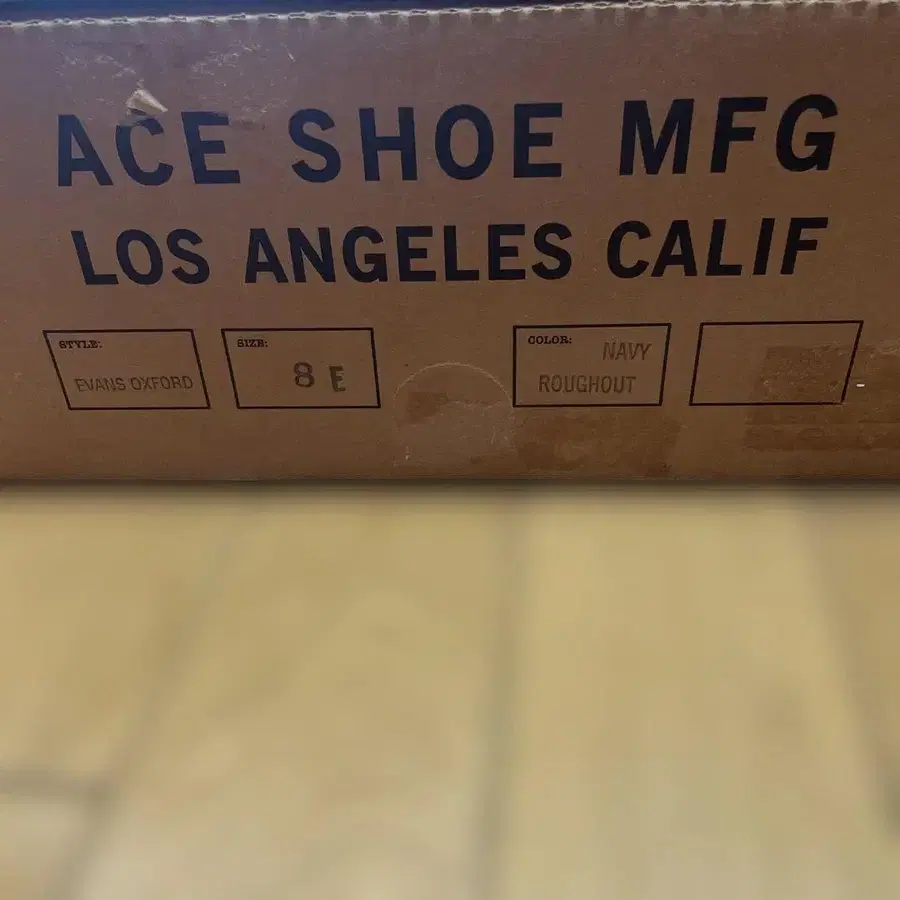 ACE SHOE MFG
LOS ANGELES CALIF
STYLE:
EVANS OXFORD
SIZE:
8 E
COLOR:
NAVY
ROUGHOUT